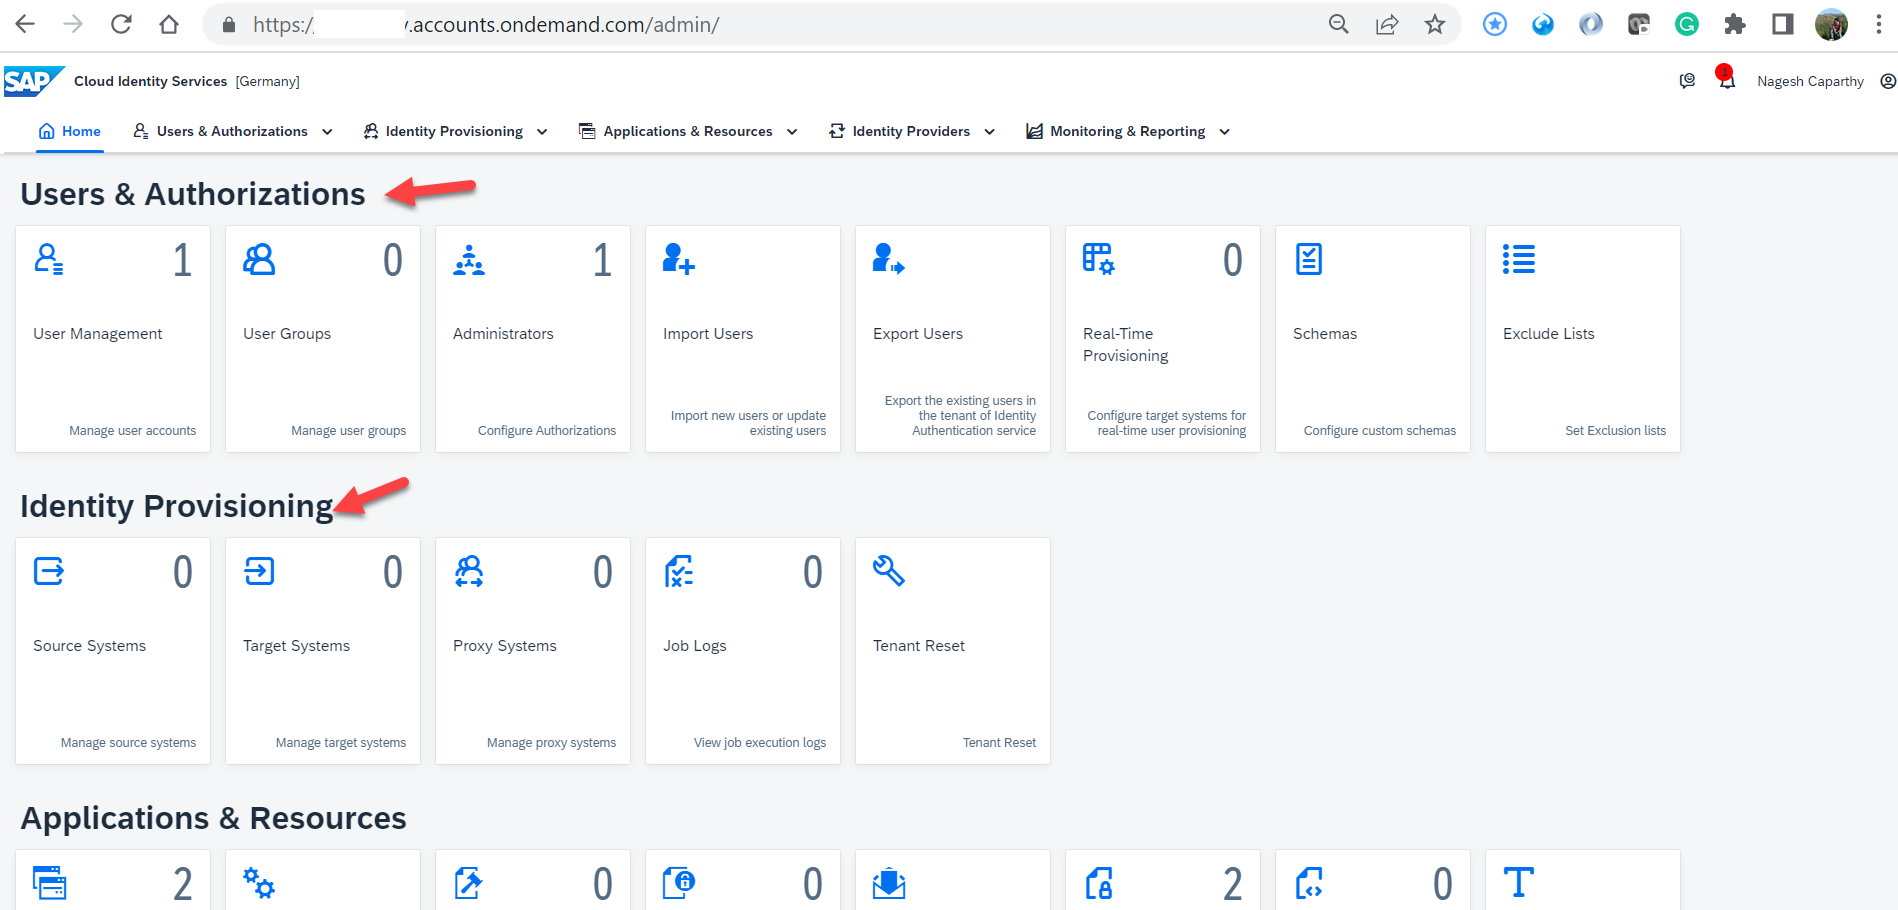 https:/ .accounts.ondemand.com/admin/
SAP Cloud Identity Services [Germany]
1
Nagesh Caparthy
Home Users & Authorizations Identity Provisioning Applications & Resources Identity Providers Monitoring & Reporting
Users & Authorizations
1
User Management
Manage user accounts
0
User Groups
Manage user groups
1
Administrators
Configure Authorizations
Import Users
Import new users or update
existing users
Export Users
Export the existing users in
the tenant of Identity
Authentication service
0
Real-Time
Provisioning
Configure target systems for
real-time user provisioning
Schemas
Configure custom schemas
Exclude Lists
Set Exclusion lists
Identity Provisioning
0
Source Systems
Manage source systems
0
Target Systems
Manage target systems
0
Proxy Systems
Manage proxy systems
0
Job Logs
View job execution logs
Tenant Reset
Tenant Reset
Applications & Resources
2
0
0
2
0